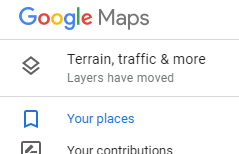 Google Maps
Terrain, traffic & more
Layers have moved
Your places
Your contributions